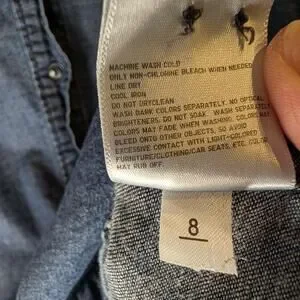 MACHINE WASH COLD
ONLY NON-CHLORINE BLEACH WHEN NEEDED
LINE DRY
COOL IRON
DO NOT DRYCLEAN
WASH DARK COLORS SEPARATELY. NO OPTICAL
BRIGHTENERS. DO NOT SOAK. WASH SEPARATELY
COLORS MAY FADE WHEN WASHING. COLORS MAY
BLEED ONTO OTHER OBJECTS, SO AVOID
EXCESSIVE CONTACT WITH LIGHT-COLORED
FURNITURE/CLOTHING/CAR SEATS, ETC. COLOR
MAY RUB OFF.
8